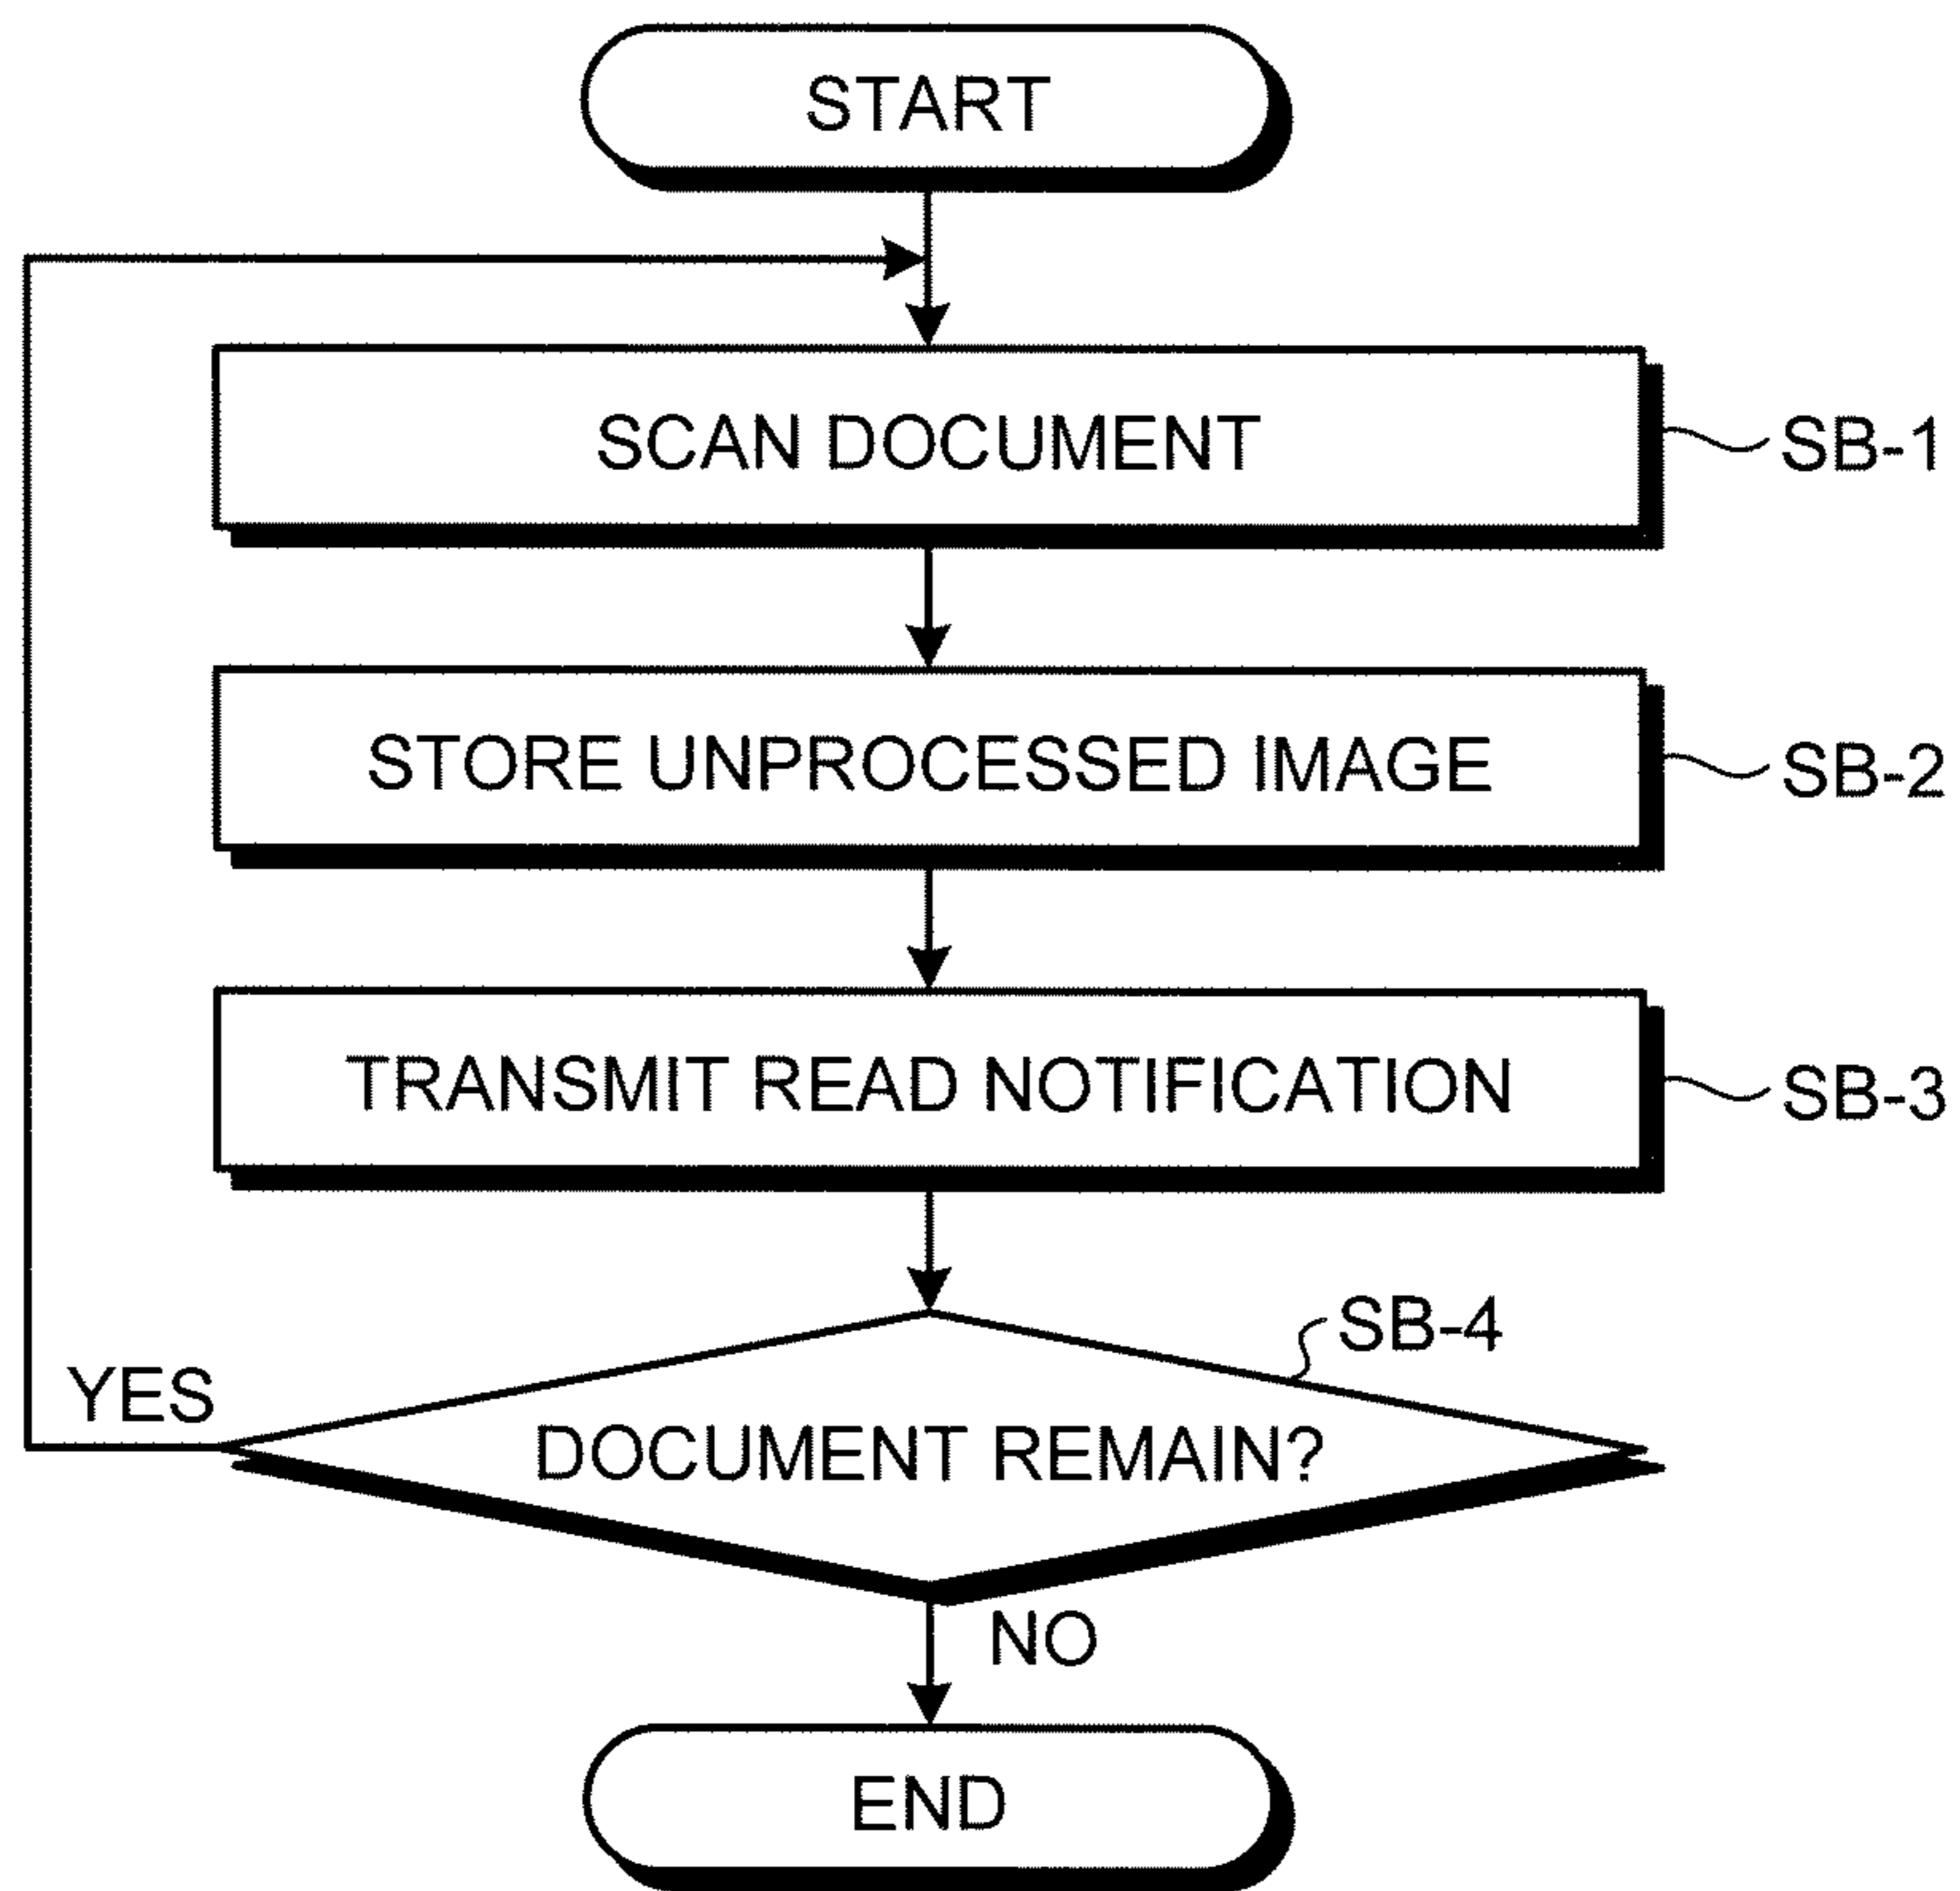 START
SCAN DOCUMENT
SB-1
STORE UNPROCESSED IMAGE
SB-2
TRANSMIT READ NOTIFICATION
SB-3
SB-4
YES
DOCUMENT REMAIN?
NO
END